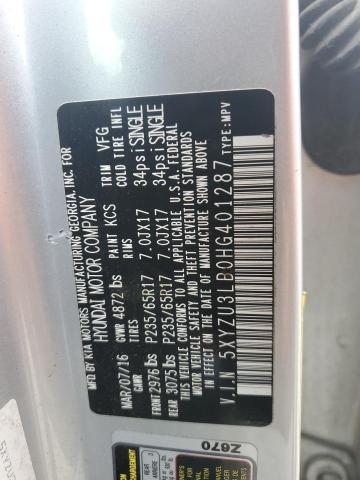 MFG. BY KIA MOTORS MANUFACTURING GEORGIA, INC. FOR
HYUNDAI MOTOR COMPANY
MAR/07/16 PAINT KCS TRIM VFG
GVWR 4872 lbs TIRES RIMS COLD TIRE INFL
FRONT 2976 lbs P235/65R17 7.0JX17 34psi SINGLE
REAR 3075 lbs P235/65R17 7.0JX17 34psi SINGLE
THIS VEHICLE CONFORMS TO ALL APPLICABLE U.S.A. FEDERAL
MOTOR VEHICLE SAFETY, BUMPER, AND THEFT PREVENTION
STANDARDS IN EFFECT ON THE DATE OF MANUFACTURE SHOWN ABOVE.
V.I.N 5XYZU3LB0HG401287 TYPE: MPV
Z670
REAR